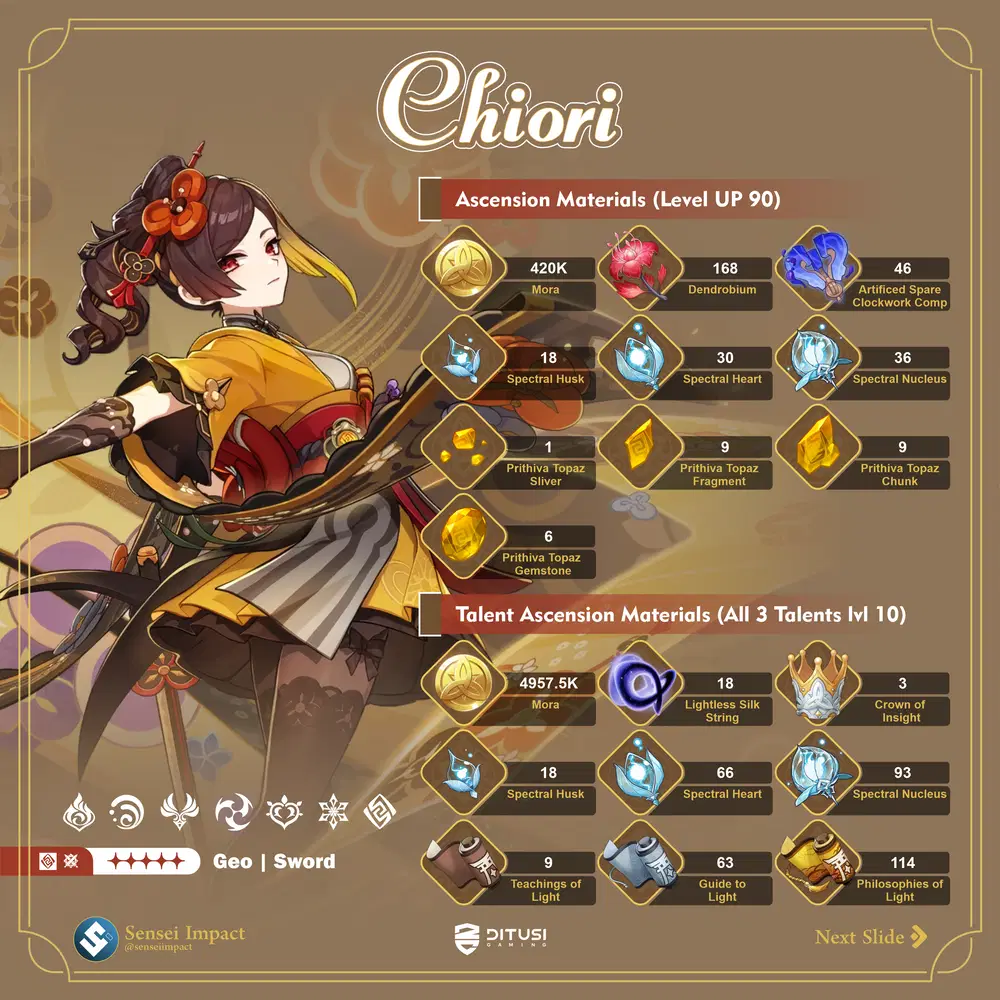 Chiori
Ascension Materials (Level UP 90)
420K
Mora
168
Dendrobium
46
Artificed Spare
Clockwork Comp
18
Spectral Husk
30
Spectral Heart
36
Spectral Nucleus
1
Prithiva Topaz
Sliver
9
Prithiva Topaz
Fragment
9
Prithiva Topaz
Chunk
6
Prithiva Topaz
Gemstone
Talent Ascension Materials (All 3 Talents lvl 10)
4957.5K
Mora
18
Lightless Silk
String
3
Crown of
Insight
18
Spectral Husk
66
Spectral Heart
93
Spectral Nucleus
9
Teachings of
Light
63
Guide to
Light
114
Philosophies of
Light
Geo | Sword
Sensei Impact
@senseiimpact
DITUSI
GAMING
Next Slide